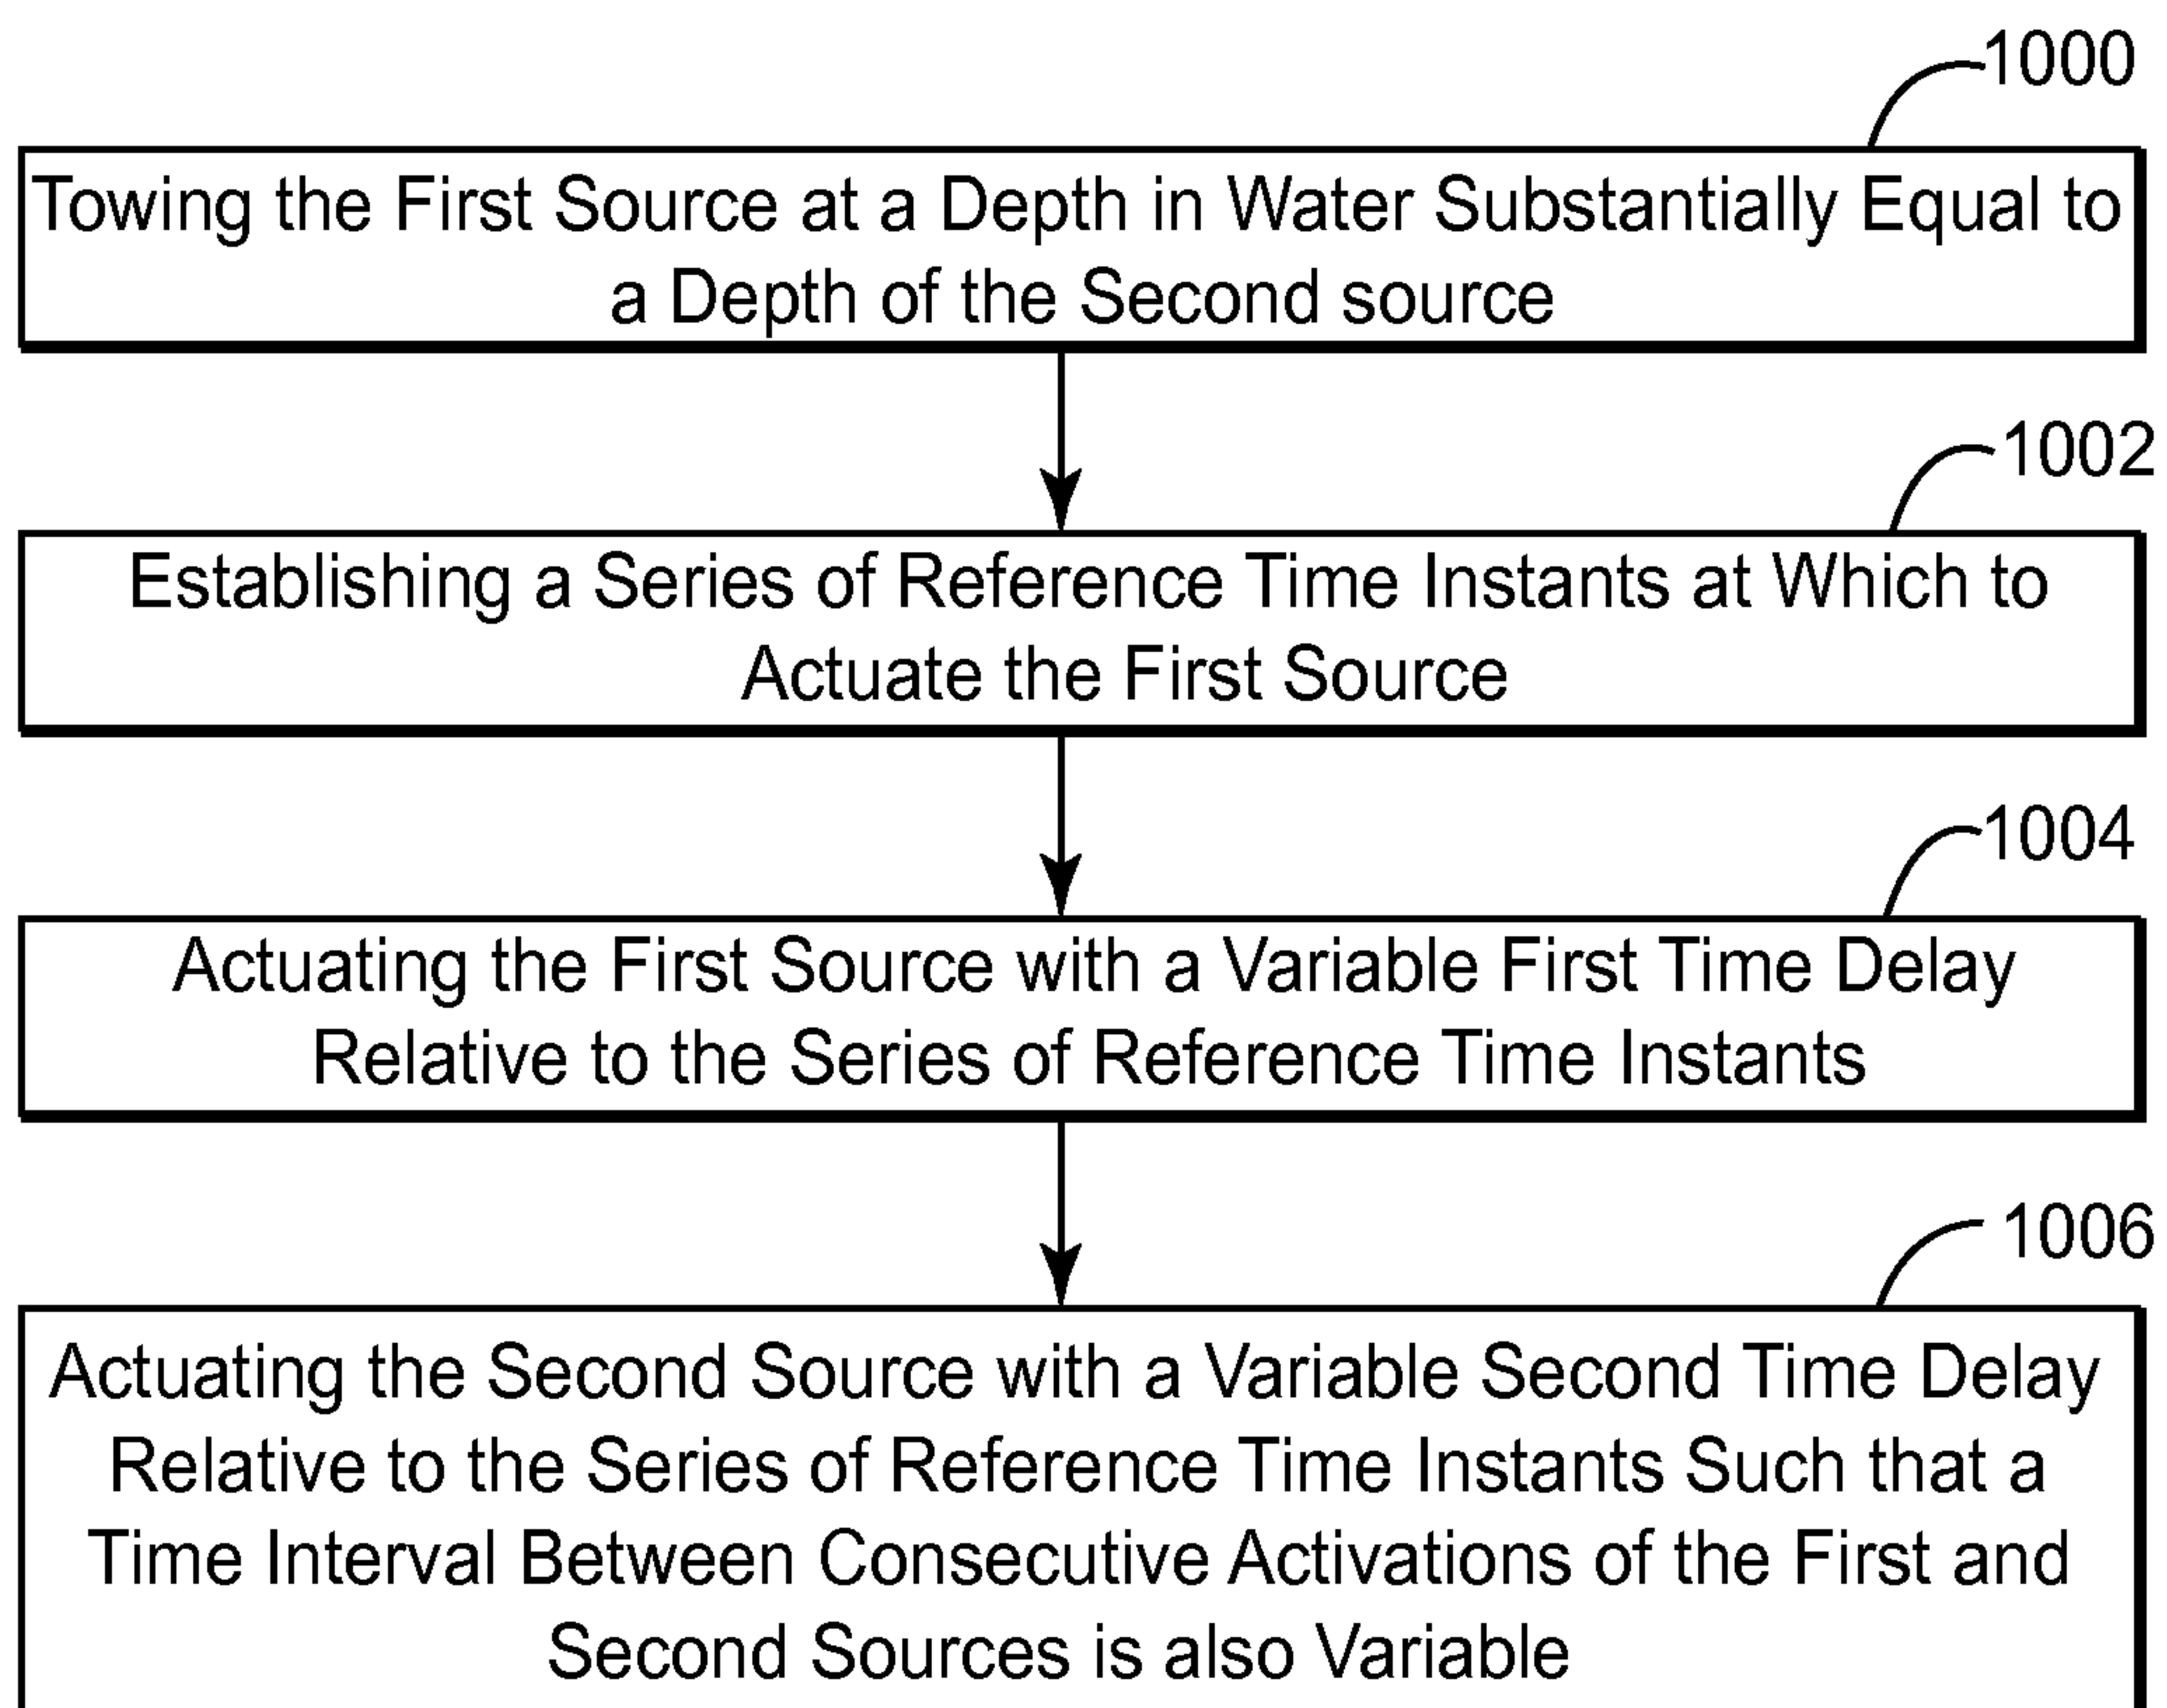 1000
Towing the First Source at a Depth in Water Substantially Equal to
a Depth of the Second source
1002
Establishing a Series of Reference Time Instants at Which to
Actuate the First Source
1004
Actuating the First Source with a Variable First Time Delay
Relative to the Series of Reference Time Instants
1006
Actuating the Second Source with a Variable Second Time Delay
Relative to the Series of Reference Time Instants Such that a
Time Interval Between Consecutive Activations of the First and
Second Sources is also Variable